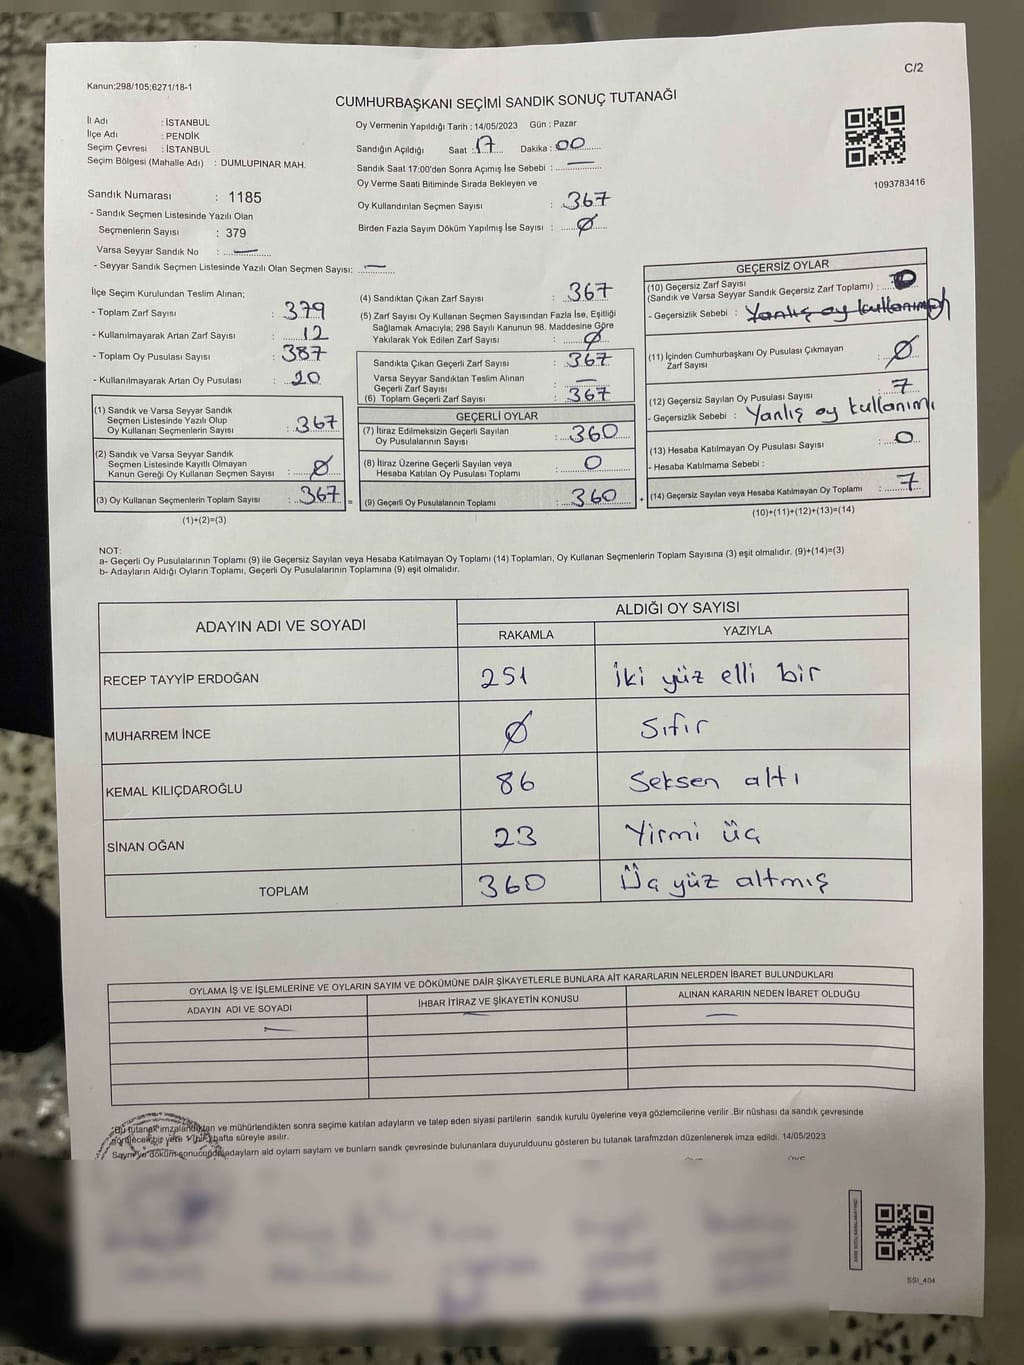 C/2
Kanun;298/105;6271/18-1
CUMHURBAŞKANI SEÇİMİ SANDIK SONUÇ TUTANAĞI
İl Adı : İSTANBUL
İlçe Adı : PENDİK
Seçim Çevresi : İSTANBUL
Seçim Bölgesi (Mahalle Adı) : DUMLUPINAR MAH.
Sandık Numarası : 1185
- Sandık Seçmen Listesinde Yazılı Olan
Seçmenlerin Sayısı : 379
Varsa Seyyar Sandık No : —
- Seyyar Sandık Seçmen Listesinde Yazılı Olan Seçmen Sayısı: —
Oy Vermenin Yapıldığı Tarih : 14/05/2023 Gün : Pazar
Sandığın Açıldığı Saat : 17 Dakika : 00
Sandık Saat 17:00'den Sonra Açımış İse Sebebi : —
Oy Verme Saati Bitiminde Sırada Bekleyen ve
Oy Kullandırılan Seçmen Sayısı : 367
Birden Fazla Sayım Döküm Yapılmış İse Sayısı : Ø
1093783416
İlçe Seçim Kurulundan Teslim Alınan;
- Toplam Zarf Sayısı : 379
- Kullanılmayarak Artan Zarf Sayısı : 12
- Toplam Oy Pusulası Sayısı : 387
- Kullanılmayarak Artan Oy Pusulası : 20
(1) Sandık ve Varsa Seyyar Sandık
Seçmen Listesinde Yazılı Olup
Oy Kullanan Seçmenlerin Sayısı : 367
(2) Sandık ve Varsa Seyyar Sandık
Seçmen Listesinde Kayıtlı Olmayan
Kanun Gereği Oy Kullanan Seçmen Sayısı : Ø
(3) Oy Kullanan Seçmenlerin Toplam Sayısı : 367 =
(1)+(2)=(3)
(4) Sandıktan Çıkan Zarf Sayısı : 367
(5) Zarf Sayısı Oy Kullanan Seçmen Sayısından Fazla İse, Eşitliği
Sağlamak Amacıyla; 298 Sayılı Kanunun 98. Maddesine Göre
Yakılarak Yok Edilen Zarf Sayısı : Ø
Sandıkta Çıkan Geçerli Zarf Sayısı : 367
Varsa Seyyar Sandıktan Teslim Alınan
Geçerli Zarf Sayısı : —
(6) Toplam Geçerli Zarf Sayısı : 367
GEÇERLİ OYLAR
(7) İtiraz Edilmeksizin Geçerli Sayılan
Oy Pusulalarının Sayısı : 360
(8) İtiraz Üzerine Geçerli Sayılan veya
Hesaba Katılan Oy Pusulası Toplamı : 0
(9) Geçerli Oy Pusulalarının Toplamı : 360 +
GEÇERSİZ OYLAR
(10) Geçersiz Zarf Sayısı
(Sandık ve Varsa Seyyar Sandık Geçersiz Zarf Toplamı) : 0
- Geçersizlik Sebebi : Yanlış oy kullanımı
(11) İçinden Cumhurbaşkanı Oy Pusulası Çıkmayan
Zarf Sayısı : Ø
(12) Geçersiz Sayılan Oy Pusulası Sayısı : 7
- Geçersizlik Sebebi : Yanlış oy kullanımı
(13) Hesaba Katılmayan Oy Pusulası Sayısı : 0
- Hesaba Katılmama Sebebi :
(14) Geçersiz Sayılan veya Hesaba Katılmayan Oy Toplamı : 7
(10)+(11)+(12)+(13)=(14)
NOT:
a- Geçerli Oy Pusulalarının Toplamı (9) ile Geçersiz Sayılan veya Hesaba Katılmayan Oy Toplamı (14) Toplamları, Oy Kullanan Seçmenlerin Toplam Sayısına (3) eşit olmalıdır. (9)+(14)=(3)
b- Adayların Aldığı Oyların Toplamı, Geçerli Oy Pusulalarının Toplamına (9) eşit olmalıdır.
ADAYIN ADI VE SOYADI
ALDIĞI OY SAYISI
RAKAMLA YAZIYLA
RECEP TAYYİP ERDOĞAN 251 İki yüz elli bir
MUHARREM İNCE Ø Sıfır
KEMAL KILIÇDAROĞLU 86 Seksen altı
SİNAN OĞAN 23 Yirmi üç
TOPLAM 360 Üç yüz altmış
OYLAMA İŞ VE İŞLEMLERİNE VE OYLARIN SAYIM VE DÖKÜMÜNE DAİR ŞİKAYETLERLE BUNLARA AİT KARARLARIN NELERDEN İBARET BULUNDUKLARI
ADAYIN ADI VE SOYADI İHBAR İTİRAZ VE ŞİKAYETİN KONUSU ALINAN KARARIN NEDEN İBARET OLDUĞU
— — —
Bu tutanak imzalandıktan ve mühürlendikten sonra seçime katılan adayların ve talep eden siyasi partilerin sandık kurulu üyelerine ve gözlemcilerine verilir .Bir nüshası da sandık çevresinde
görülecek bir yere 1 bir hafta süreyle asılır.
Sayım ve döküm sonucunda adayların ald oylarn saylam ve bunlarn sandk çevresinde bulunanlara duyurulduunu gösteren bu tutanak tarafmzdan düzenlenerek imza edildi. 14/05/2023
SSI_404